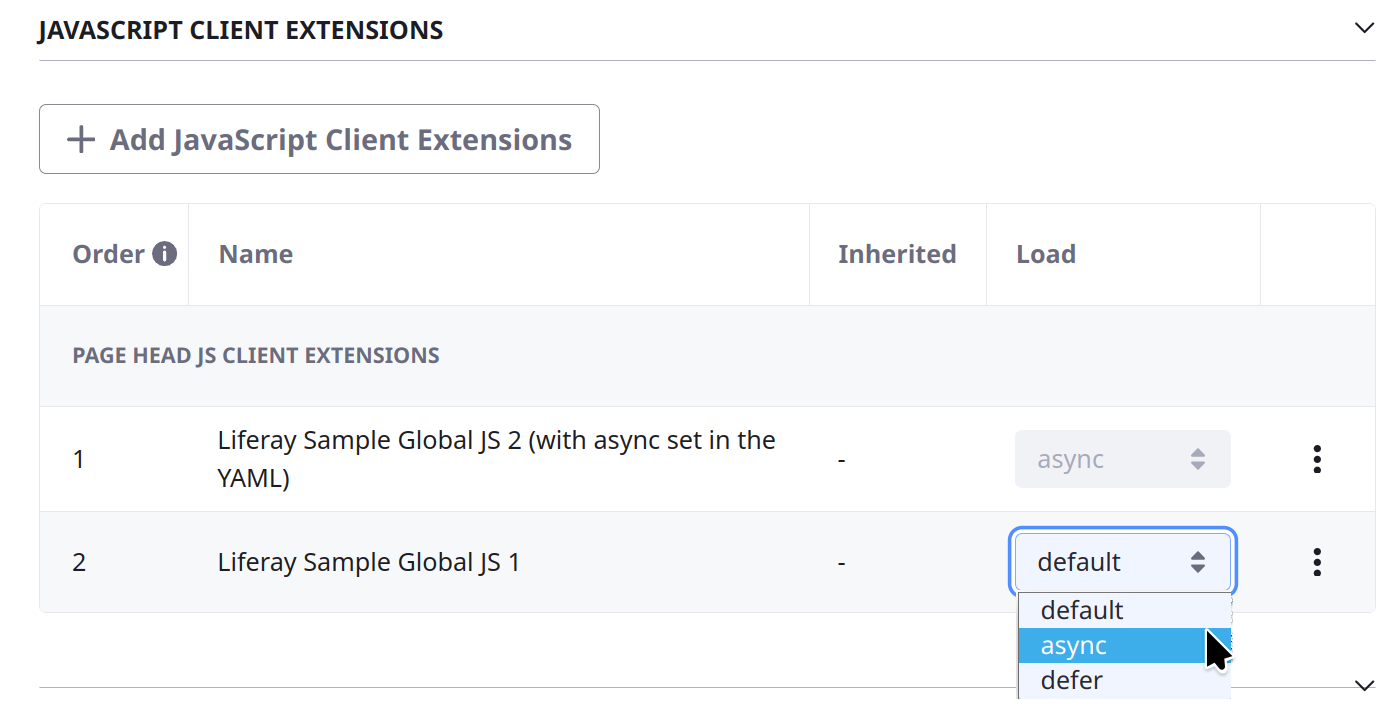 JAVASCRIPT CLIENT EXTENSIONS
Add JavaScript Client Extensions
Order Name Inherited Load
PAGE HEAD JS CLIENT EXTENSIONS
1 Liferay Sample Global JS 2 (with async set in the
YAML) - async
2 Liferay Sample Global JS 1 - default
default
async
defer